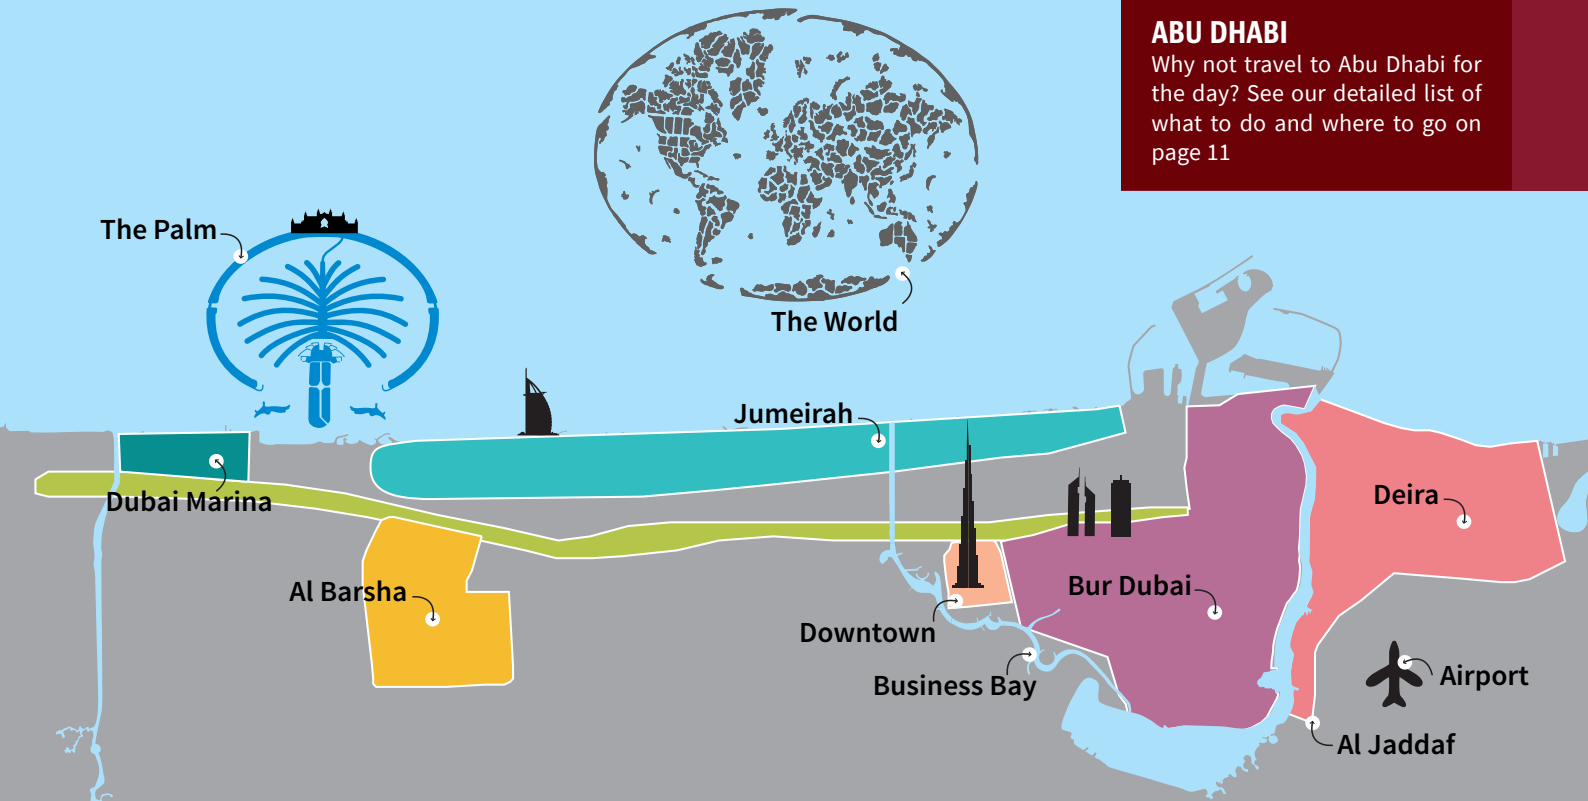 ABU DHABI
Why not travel to Abu Dhabi for
the day? See our detailed list of
what to do and where to go on
page 11
The Palm
The World
Jumeirah
Dubai Marina
Deira
Al Barsha
Bur Dubai
Downtown
Business Bay
Airport
Al Jaddaf